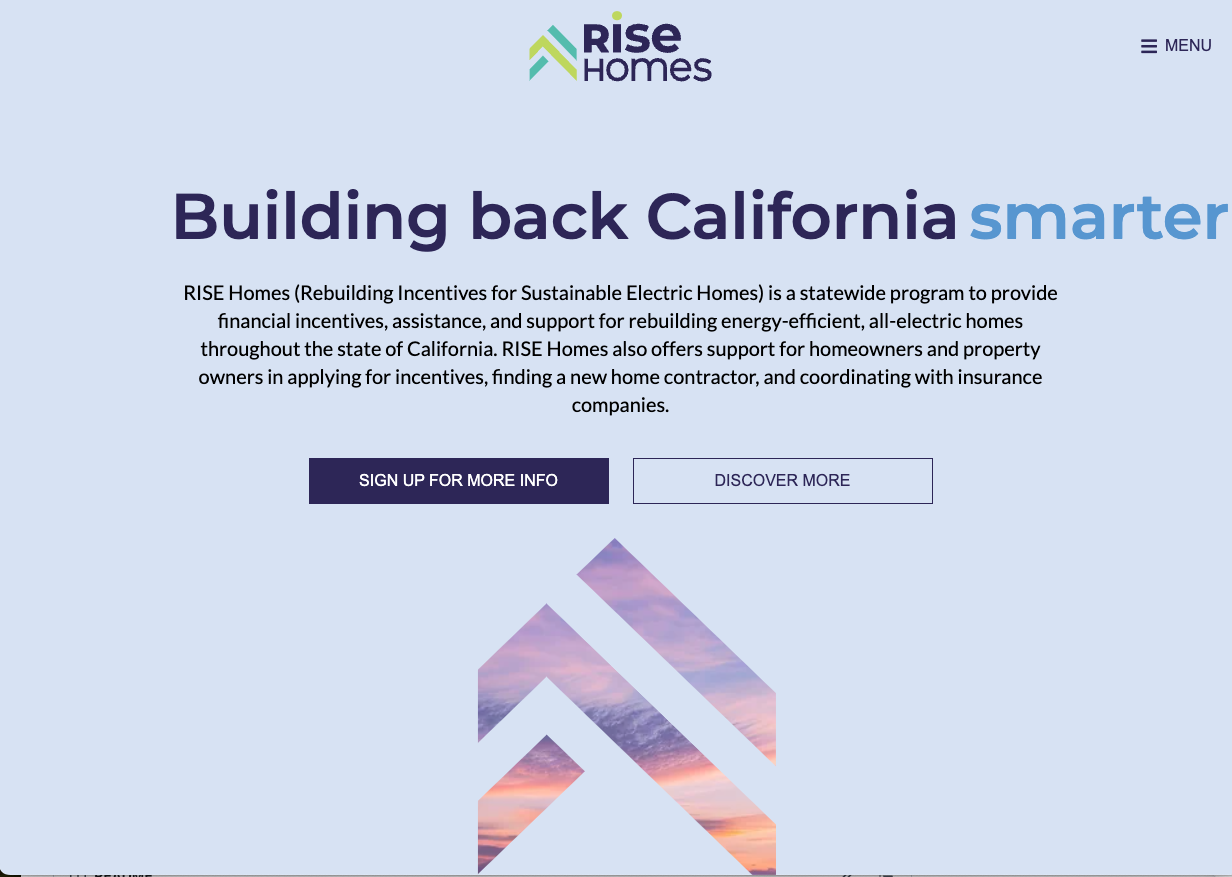 RISE
HOMES
MENU
Building back California smarter
RISE Homes (Rebuilding Incentives for Sustainable Electric Homes) is a statewide program to provide
financial incentives, assistance, and support for rebuilding energy-efficient, all-electric homes
throughout the state of California. RISE Homes also offers support for homeowners and property
owners in applying for incentives, finding a new home contractor, and coordinating with insurance
companies.
SIGN UP FOR MORE INFO
DISCOVER MORE